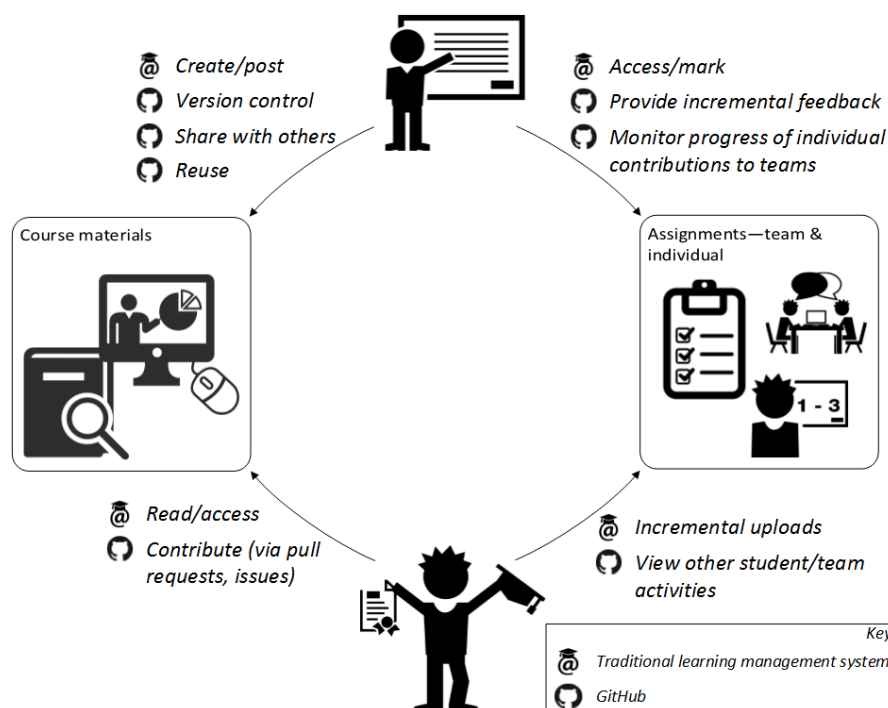 Create/post
Version control
Share with others
Reuse
Access/mark
Provide incremental feedback
Monitor progress of individual
contributions to teams
Course materials
Assignments—team &
individual
1 - 3
Read/access
Contribute (via pull
requests, issues)
Incremental uploads
View other student/team
activities
Key
@ Traditional learning management system
GitHub